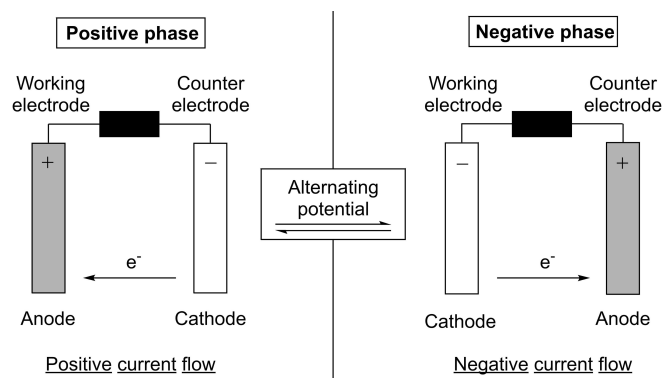 Positive phase
Working
electrode
Counter
electrode
+
−
e-
Anode
Cathode
Positive current flow
Alternating
potential
Negative phase
Working
electrode
Counter
electrode
−
+
e-
Cathode
Anode
Negative current flow